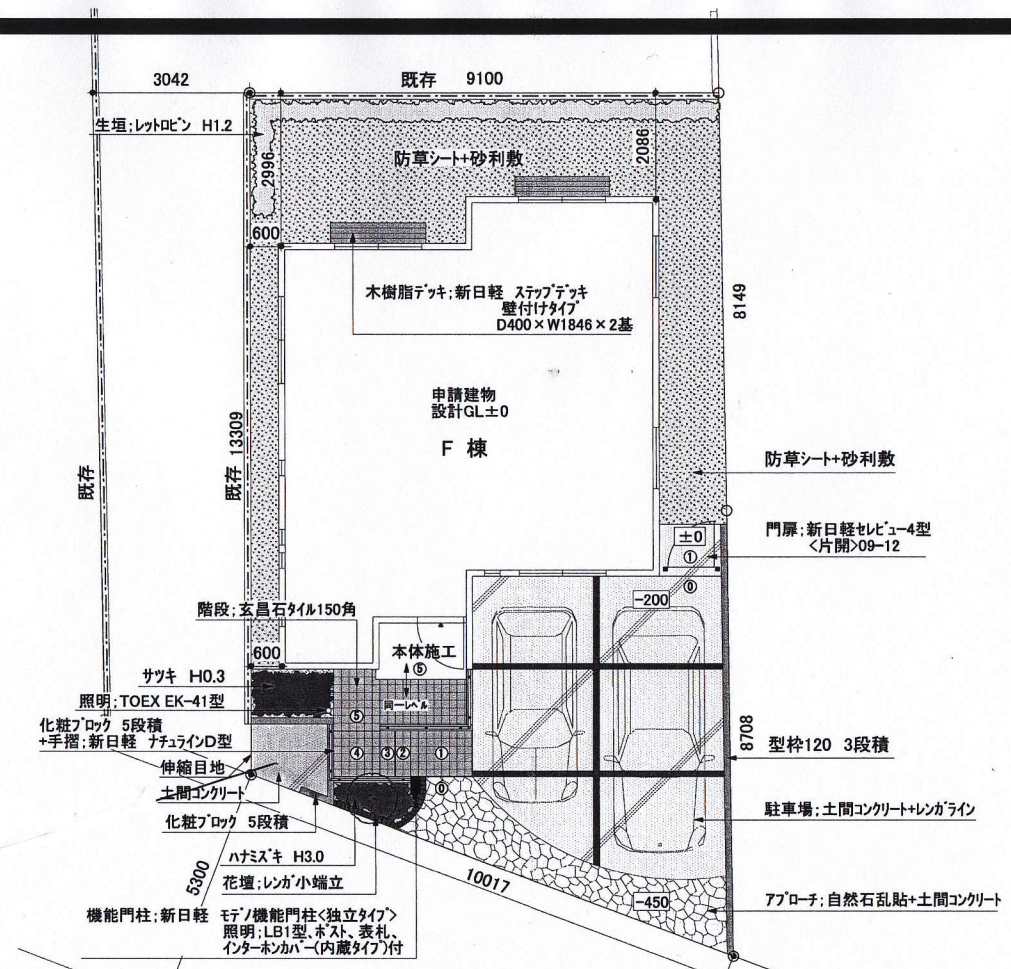 3042
既存 9100
生垣;レットロビン H1.2
2996
防草シート+砂利敷
2086
600
木樹脂デッキ;新日軽 ステップデッキ
壁付けタイプ
D400×W1846×2基
8149
申請建物
設計GL±0
F 棟
既存
既存 13309
防草シート+砂利敷
門扉;新日軽セレビュー4型
<片開>09-12
±0
①
⓪
-200
階段;玄昌石タイル150角
本体施工
⑤
600
サツキ H0.3
同一レベル
照明;TOEX EK-41型
⑤
化粧ブロック 5段積
+手摺;新日軽 ナチュラインD型
④
③
②
①
8708
型枠120 3段積
伸縮目地
⓪
土間コンクリート
化粧ブロック 5段積
駐車場;土間コンクリート+レンガライン
ハナミズキ H3.0
5300
花壇;レンガ小端立
10017
-450
アプローチ;自然石乱貼+土間コンクリート
機能門柱;新日軽 モデノ機能門柱<独立タイプ>
照明;LB1型、ポスト、表札、
インターホンカバー(内蔵タイプ)付